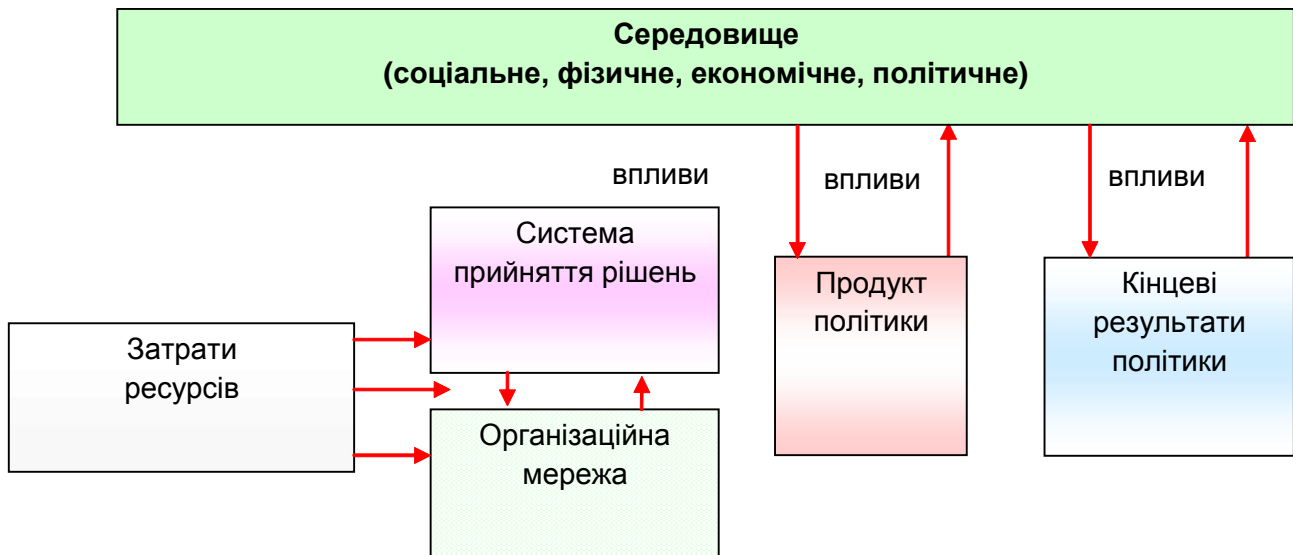 Середовище
(соціальне, фізичне, економічне, політичне)
впливи
впливи
впливи
Система
прийняття рішень
Продукт
політики
Кінцеві
результати
політики
Затрати
ресурсів
Організаційна
мережа